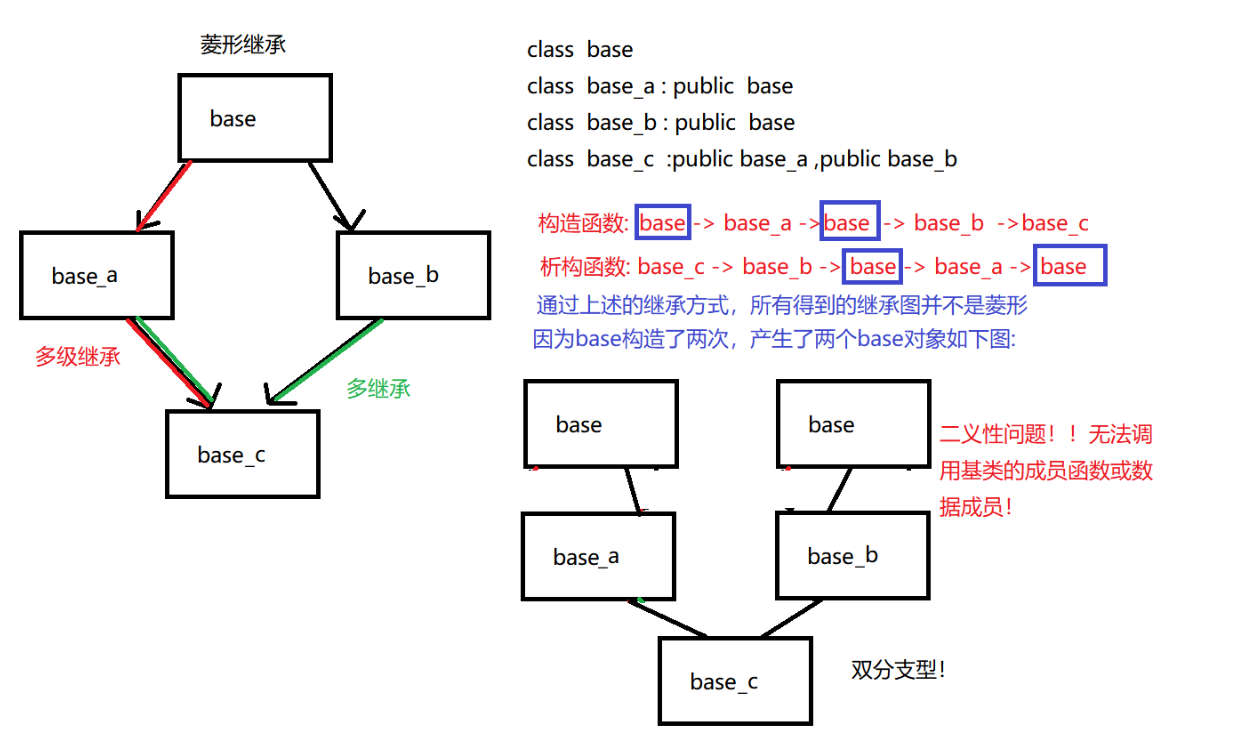 菱形继承
base
base_a
base_b
多级继承
多继承
base_c
class base
class base_a : public base
class base_b : public base
class base_c :public base_a ,public base_b
构造函数: base -> base_a ->base -> base_b ->base_c
析构函数: base_c -> base_b -> base -> base_a -> base
通过上述的继承方式，所有得到的继承图并不是菱形
因为base构造了两次，产生了两个base对象如下图:
base
base
二义性问题！！无法调
用基类的成员函数或数
据成员！
base_a
base_b
base_c
双分支型！